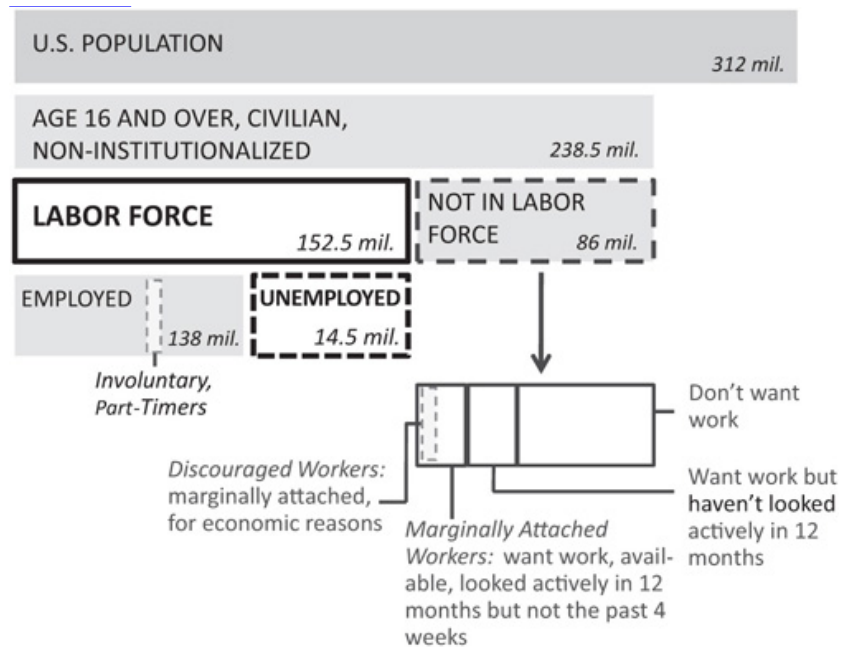 U.S. POPULATION
312 mil.
AGE 16 AND OVER, CIVILIAN,
NON-INSTITUTIONALIZED
238.5 mil.
LABOR FORCE
152.5 mil.
NOT IN LABOR
FORCE
86 mil.
EMPLOYED
138 mil.
UNEMPLOYED
14.5 mil.
Involuntary,
Part-Timers
Don't want
work
Discouraged Workers:
marginally attached,
for economic reasons
Want work but
haven't looked
actively in 12
months
Marginally Attached
Workers: want work, avail-
able, looked actively in 12
months but not the past 4
weeks